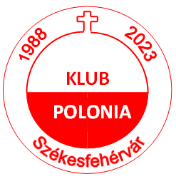 1988 2023
KLUB
POLONIA
Székesfehérvár